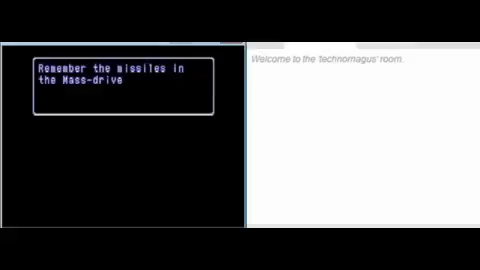 Remember the missiles in
the Mass-drive
Welcome to the 'technomagus' room.